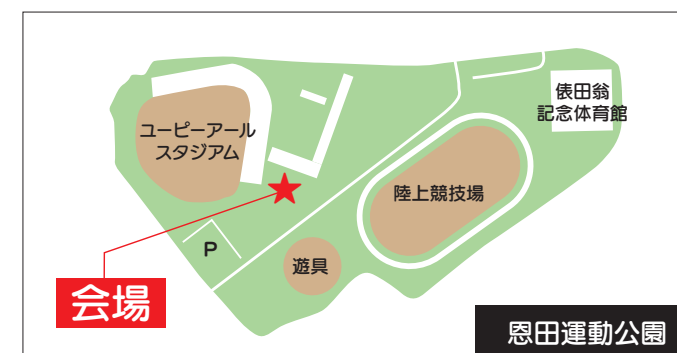 ユーピーアール
スタジアム
俵田翁
記念体育館
陸上競技場
P
遊具
会場
恩田運動公園